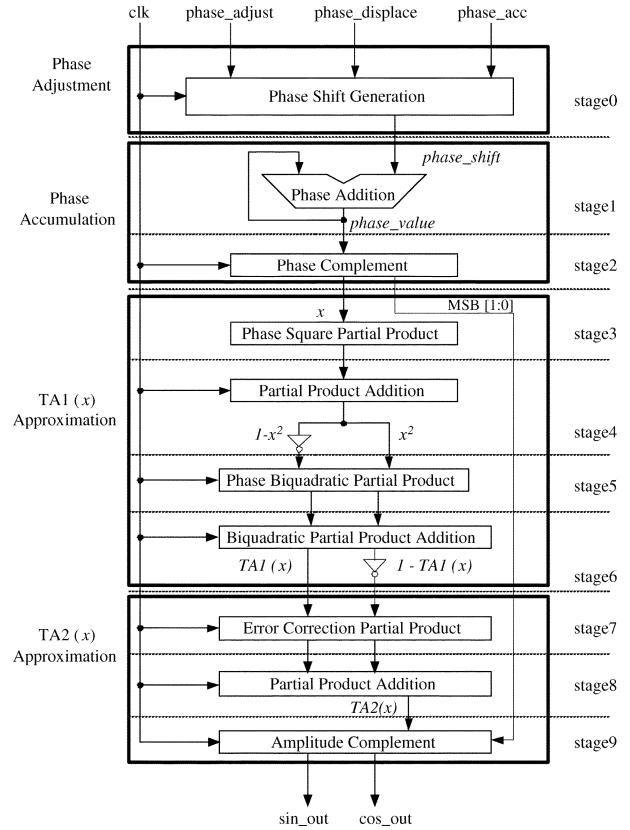 clk phase_adjust phase_displace phase_acc
Phase
Adjustment
Phase Shift Generation
stage0
phase_shift
Phase
Accumulation
Phase Addition
stage1
phase_value
Phase Complement
stage2
MSB [1:0]
x
Phase Square Partial Product
stage3
TA1 (x)
Approximation
Partial Product Addition
1-x²
x²
stage4
Phase Biquadratic Partial Product
stage5
Biquadratic Partial Product Addition
TA1 (x)
1 - TA1 (x)
stage6
TA2 (x)
Approximation
Error Correction Partial Product
stage7
Partial Product Addition
stage8
TA2(x)
Amplitude Complement
stage9
sin_out cos_out